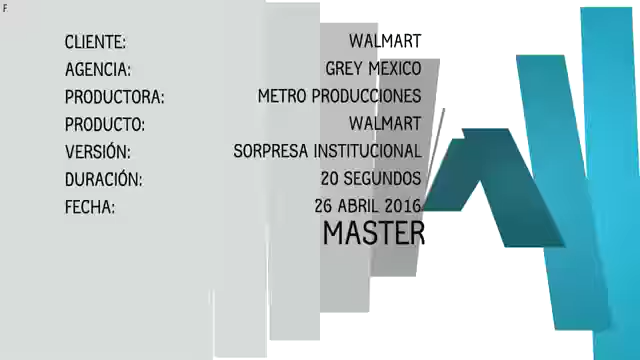 F
CLIENTE: WALMART
AGENCIA: GREY MEXICO
PRODUCTORA: METRO PRODUCCIONES
PRODUCTO: WALMART
VERSIÓN: SORPRESA INSTITUCIONAL
DURACIÓN: 20 SEGUNDOS
FECHA: 26 ABRIL 2016
MASTER